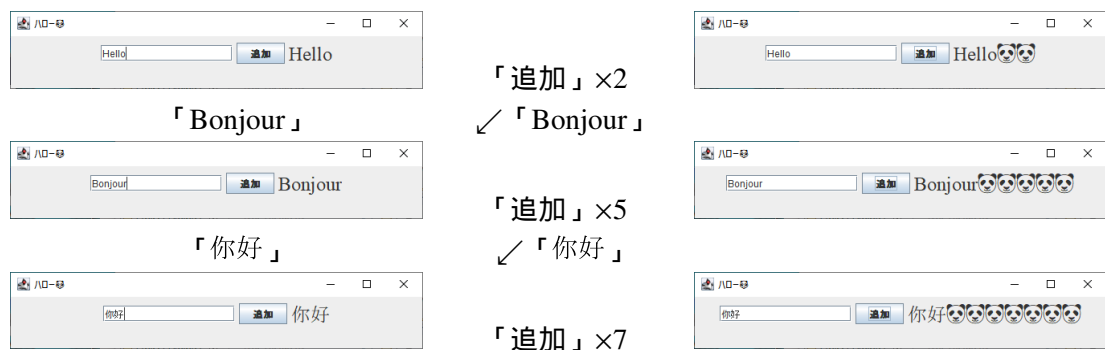 ハロー🐼 ハロー🐼
Hello 追加 Hello Hello 追加 Hello🐼🐼
「追加」×2
「Bonjour」 ↙「Bonjour」
ハロー🐼 ハロー🐼
Bonjour 追加 Bonjour Bonjour 追加 Bonjour🐼🐼🐼🐼🐼
「追加」×5
「你好」 ↙「你好」
ハロー🐼 ハロー🐼
你好 追加 你好 你好 追加 你好🐼🐼🐼🐼🐼🐼🐼
「追加」×7